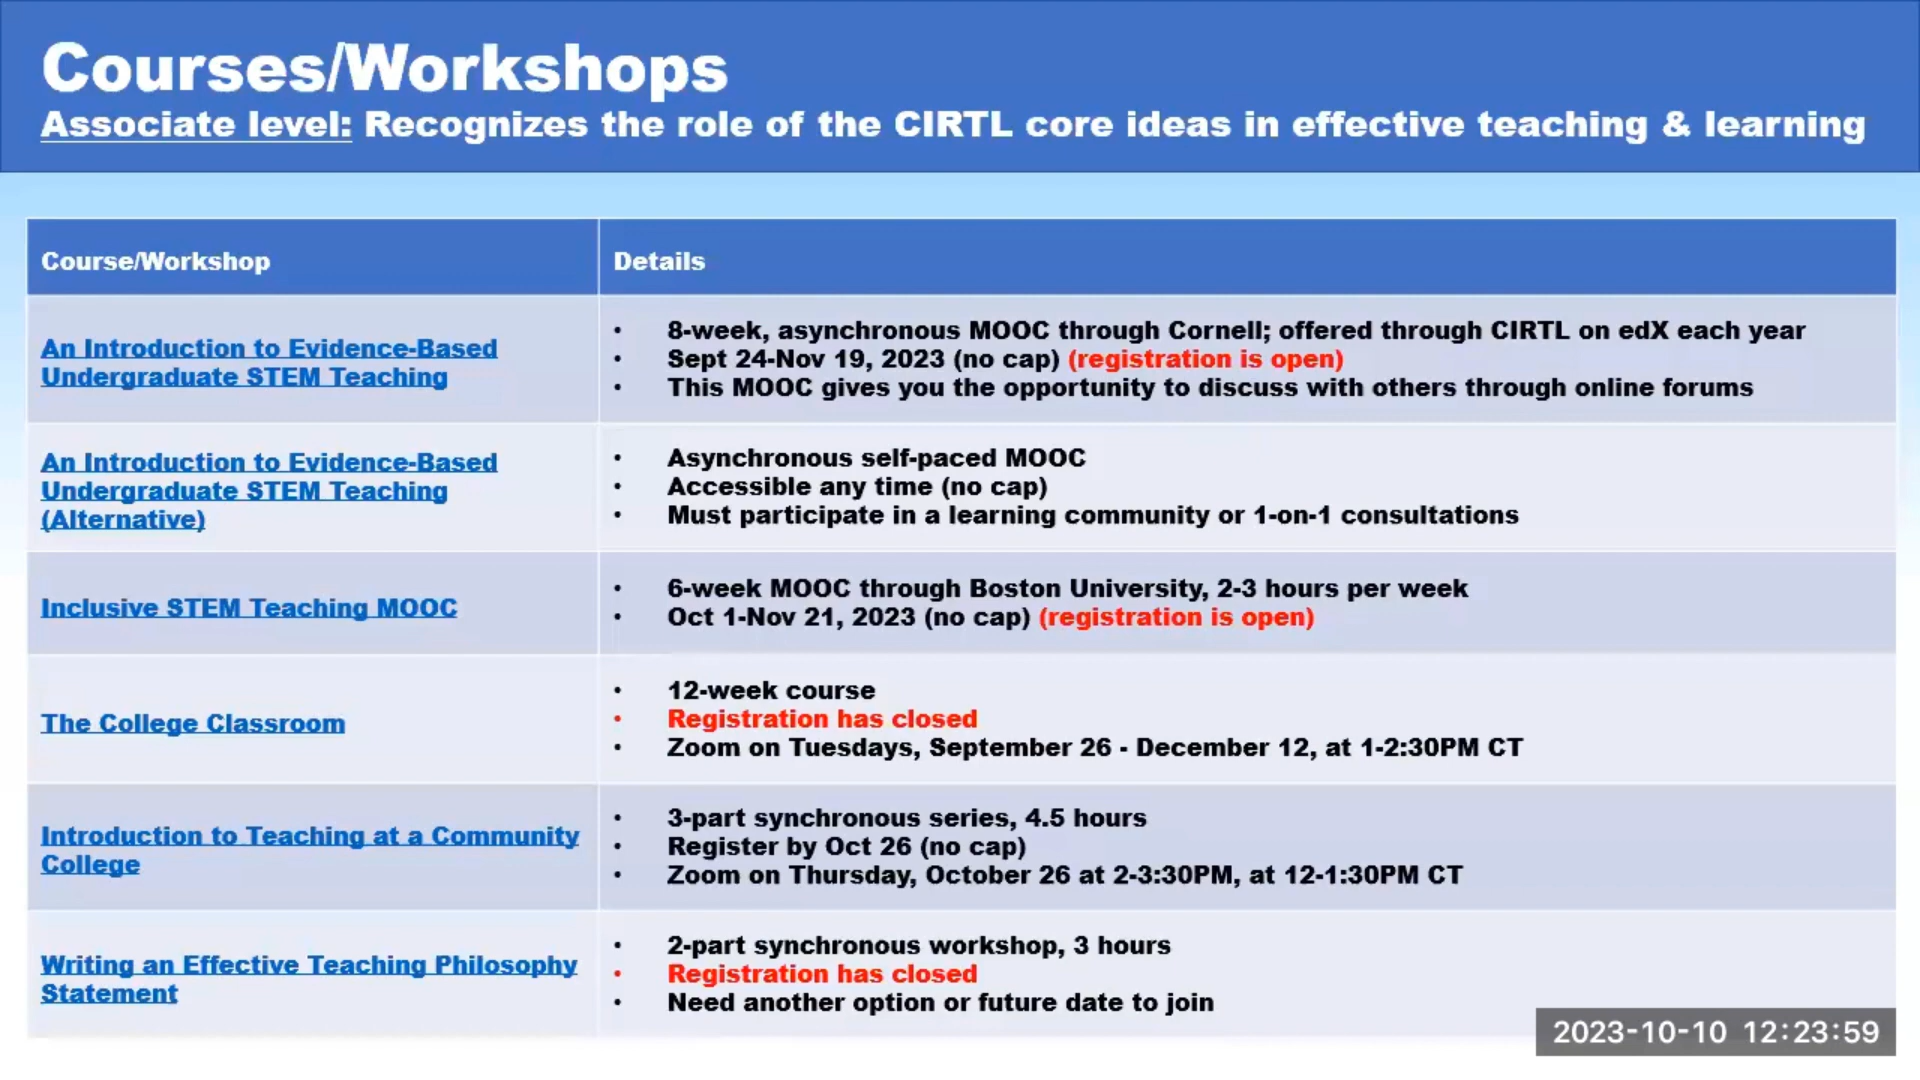 Courses/Workshops
Associate level: Recognizes the role of the CIRTL core ideas in effective teaching & learning
Course/Workshop
Details
An Introduction to Evidence-Based
Undergraduate STEM Teaching
• 8-week, asynchronous MOOC through Cornell; offered through CIRTL on edX each year
• Sept 24-Nov 19, 2023 (no cap) (registration is open)
• This MOOC gives you the opportunity to discuss with others through online forums
An Introduction to Evidence-Based
Undergraduate STEM Teaching
(Alternative)
• Asynchronous self-paced MOOC
• Accessible any time (no cap)
• Must participate in a learning community or 1-on-1 consultations
Inclusive STEM Teaching MOOC
• 6-week MOOC through Boston University, 2-3 hours per week
• Oct 1-Nov 21, 2023 (no cap) (registration is open)
The College Classroom
• 12-week course
• Registration has closed
• Zoom on Tuesdays, September 26 - December 12, at 1-2:30PM CT
Introduction to Teaching at a Community
College
• 3-part synchronous series, 4.5 hours
• Register by Oct 26 (no cap)
• Zoom on Thursday, October 26 at 2-3:30PM, at 12-1:30PM CT
Writing an Effective Teaching Philosophy
Statement
• 2-part synchronous workshop, 3 hours
• Registration has closed
• Need another option or future date to join
2023-10-10 12:23:59